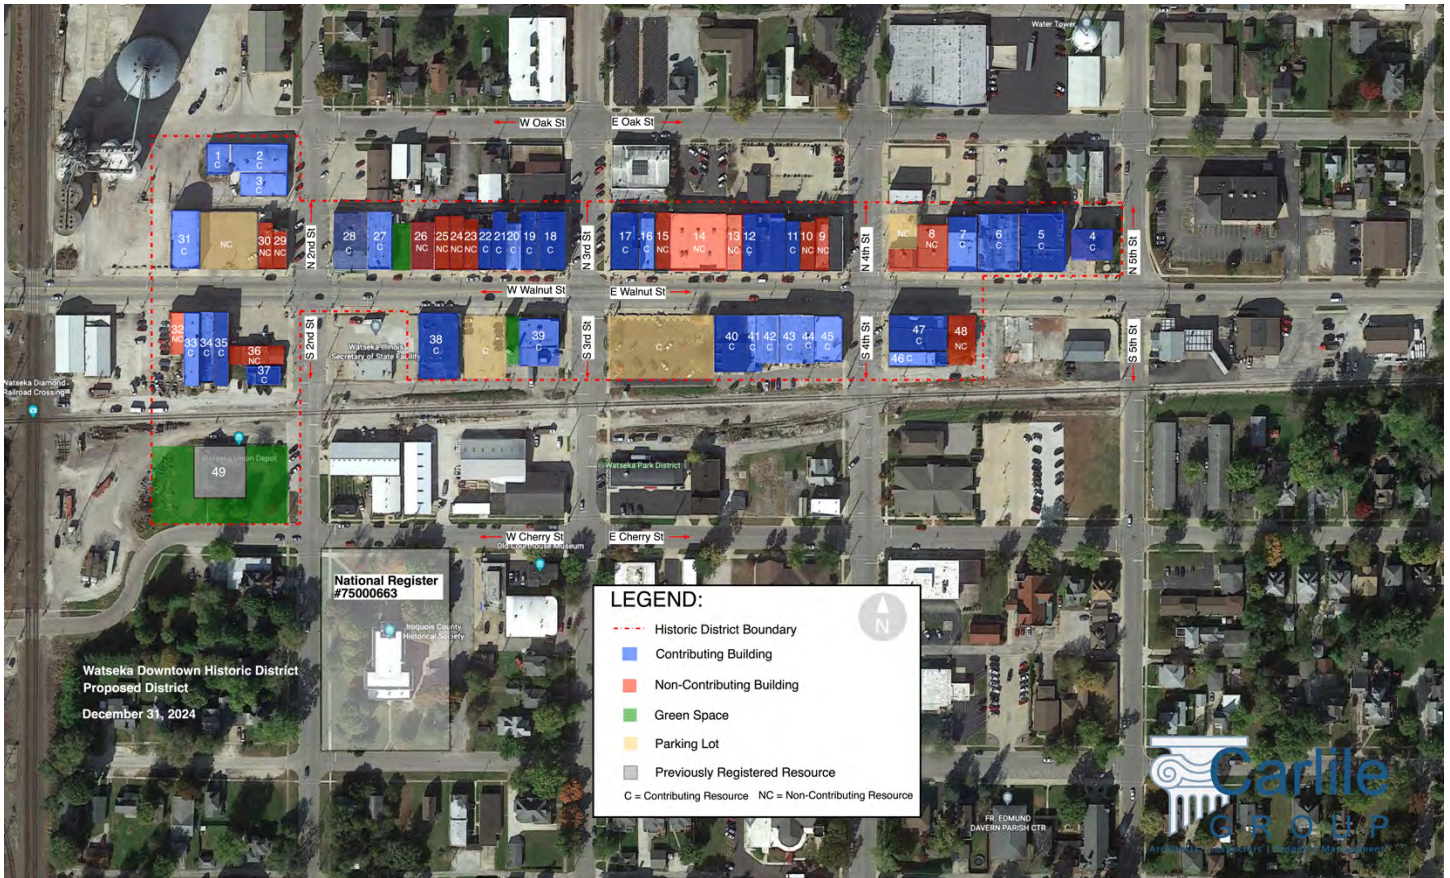 Water Tower
W Oak St
E Oak St
1
C
2
C
3
C
31
C
NC
30
NC
29
NC
N 2nd St
28
C
27
C
26
NC
25
NC
24
NC
23
NC
22
C
21
C
20
C
19
C
18
C
N 3rd St
17
C
16
C
15
NC
14
NC
13
NC
12
C
11
C
10
NC
9
NC
N 4th St
NC
8
NC
7
C
6
C
5
C
4
C
N 5th St
W Walnut St
E Walnut St
32
NC
33
C
34
C
35
C
36
NC
37
C
S 2nd St
Watseka Illinois
Secretary of State Facility
38
C
C
39
C
S 3rd St
C
40
C
41
C
42
C
43
C
44
C
45
C
S 4th St
47
C
46 C
48
NC
S 5th St
Watseka Diamond
Railroad Crossing
Watseka Union Depot
49
Watseka Park District
W Cherry St
E Cherry St
Old Courthouse Museum
National Register
#75000663
Iroquois County
Historical Society
Watseka Downtown Historic District
Proposed District
December 31, 2024
LEGEND:
N
Historic District Boundary
Contributing Building
Non-Contributing Building
Green Space
Parking Lot
Previously Registered Resource
C = Contributing Resource NC = Non-Contributing Resource
FR. EDMUND
DAVERN PARISH CTR
Carlile
GROUP